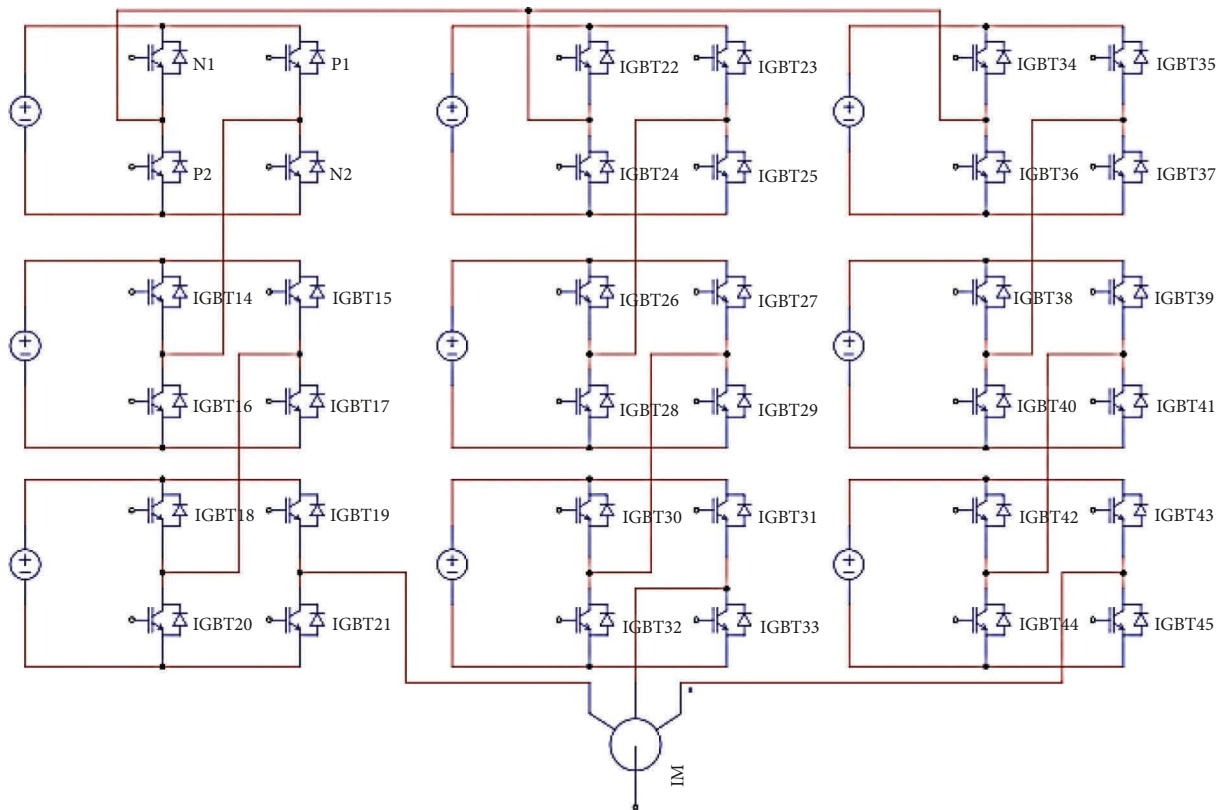 N1 P1 IGBT22 IGBT23 IGBT34 IGBT35
P2 N2 IGBT24 IGBT25 IGBT36 IGBT37
IGBT14 IGBT15 IGBT26 IGBT27 IGBT38 IGBT39
IGBT16 IGBT17 IGBT28 IGBT29 IGBT40 IGBT41
IGBT18 IGBT19 IGBT30 IGBT31 IGBT42 IGBT43
IGBT20 IGBT21 IGBT32 IGBT33 IGBT44 IGBT45
IM